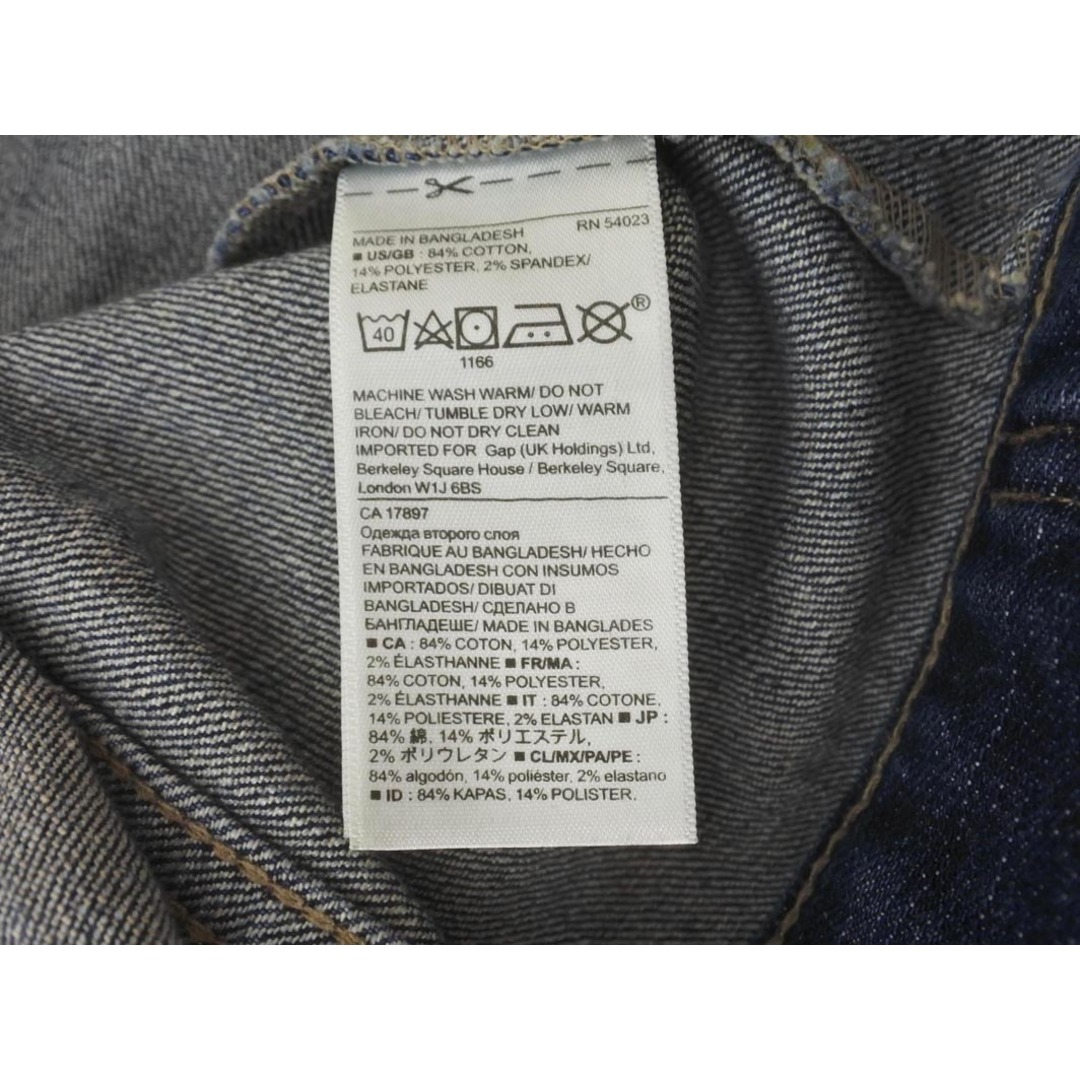 RN 54023
MADE IN BANGLADESH
■ US/GB : 84% COTTON,
14% POLYESTER, 2% SPANDEX/
ELASTANE
40
®
1166
MACHINE WASH WARM/ DO NOT
BLEACH/ TUMBLE DRY LOW/ WARM
IRON/ DO NOT DRY CLEAN
IMPORTED FOR Gap (UK Holdings) Ltd,
Berkeley Square House / Berkeley Square,
London W1J 6BS
CA 17897
Одежда второго слоя
FABRIQUE AU BANGLADESH/ HECHO
EN BANGLADESH CON INSUMOS
IMPORTADOS/ DIBUAT DI
BANGLADESH/ СДЕЛАНО В
БАНГЛАДЕШЕ/ MADE IN BANGLADES
■ CA : 84% COTON, 14% POLYESTER,
2% ÉLASTHANNE ■ FR/MA :
84% COTON, 14% POLYESTER,
2% ÉLASTHANNE ■ IT : 84% COTONE,
14% POLIESTERE, 2% ELASTAN ■ JP :
84% 綿, 14% ポリエステル,
2% ポリウレタン ■ CL/MX/PA/PE :
84% algodón, 14% poliéster, 2% elastano
■ ID : 84% KAPAS, 14% POLISTER,